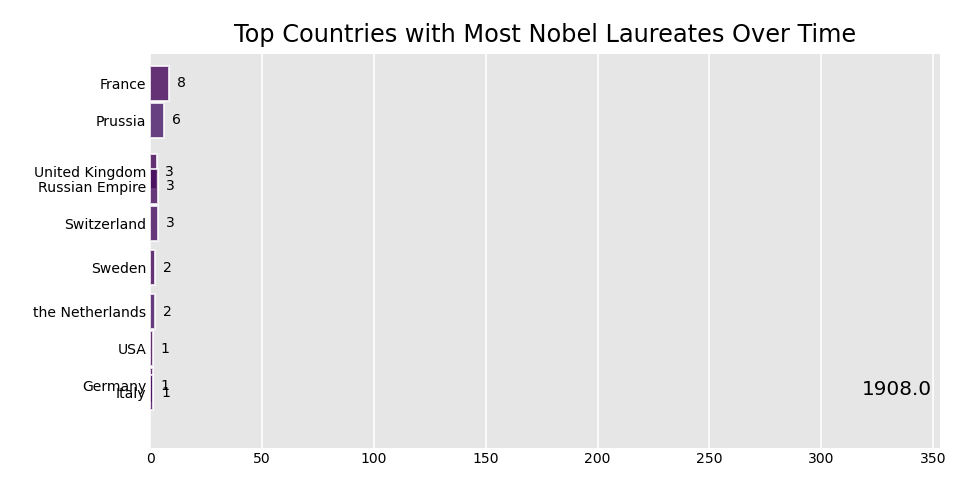 Top Countries with Most Nobel Laureates Over Time
France 8
Prussia 6
United Kingdom 3
Russian Empire 3
Switzerland 3
Sweden 2
the Netherlands 2
USA 1
Germany 1
Italy 1
1908.0
0 50 100 150 200 250 300 350